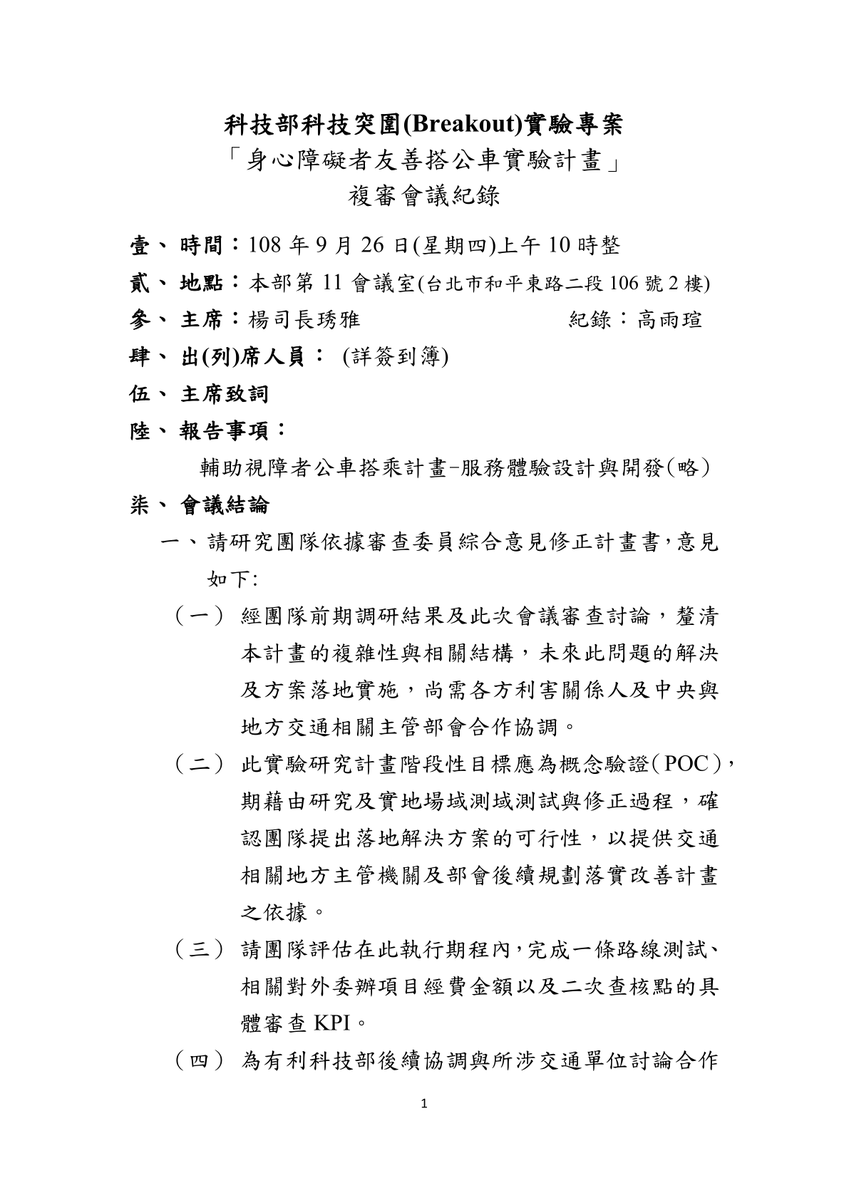 科技部科技突圍(Breakout)實驗專案
「身心障礙者友善搭公車實驗計畫」
複審會議紀錄
壹、 時間：108 年 9 月 26 日(星期四)上午 10 時整
貳、 地點：本部第 11 會議室(台北市和平東路二段 106 號 2 樓)
參、 主席：楊司長琇雅 紀錄：高雨瑄
肆、 出(列)席人員： (詳簽到簿)
伍、 主席致詞
陸、 報告事項：
輔助視障者公車搭乘計畫-服務體驗設計與開發(略)
柒、 會議結論
一、請研究團隊依據審查委員綜合意見修正計畫書，意見
如下:
（一） 經團隊前期調研結果及此次會議審查討論，釐清
本計畫的複雜性與相關結構，未來此問題的解決
及方案落地實施，尚需各方利害關係人及中央與
地方交通相關主管部會合作協調。
（二） 此實驗研究計畫階段性目標應為概念驗證（POC），
期藉由研究及實地場域測域測試與修正過程，確
認團隊提出落地解決方案的可行性，以提供交通
相關地方主管機關及部會後續規劃落實改善計畫
之依據。
（三） 請團隊評估在此執行期程內，完成一條路線測試、
相關對外委辦項目經費金額以及二次查核點的具
體審查 KPI。
（四） 為有利科技部後續協調與所涉交通單位討論合作
1